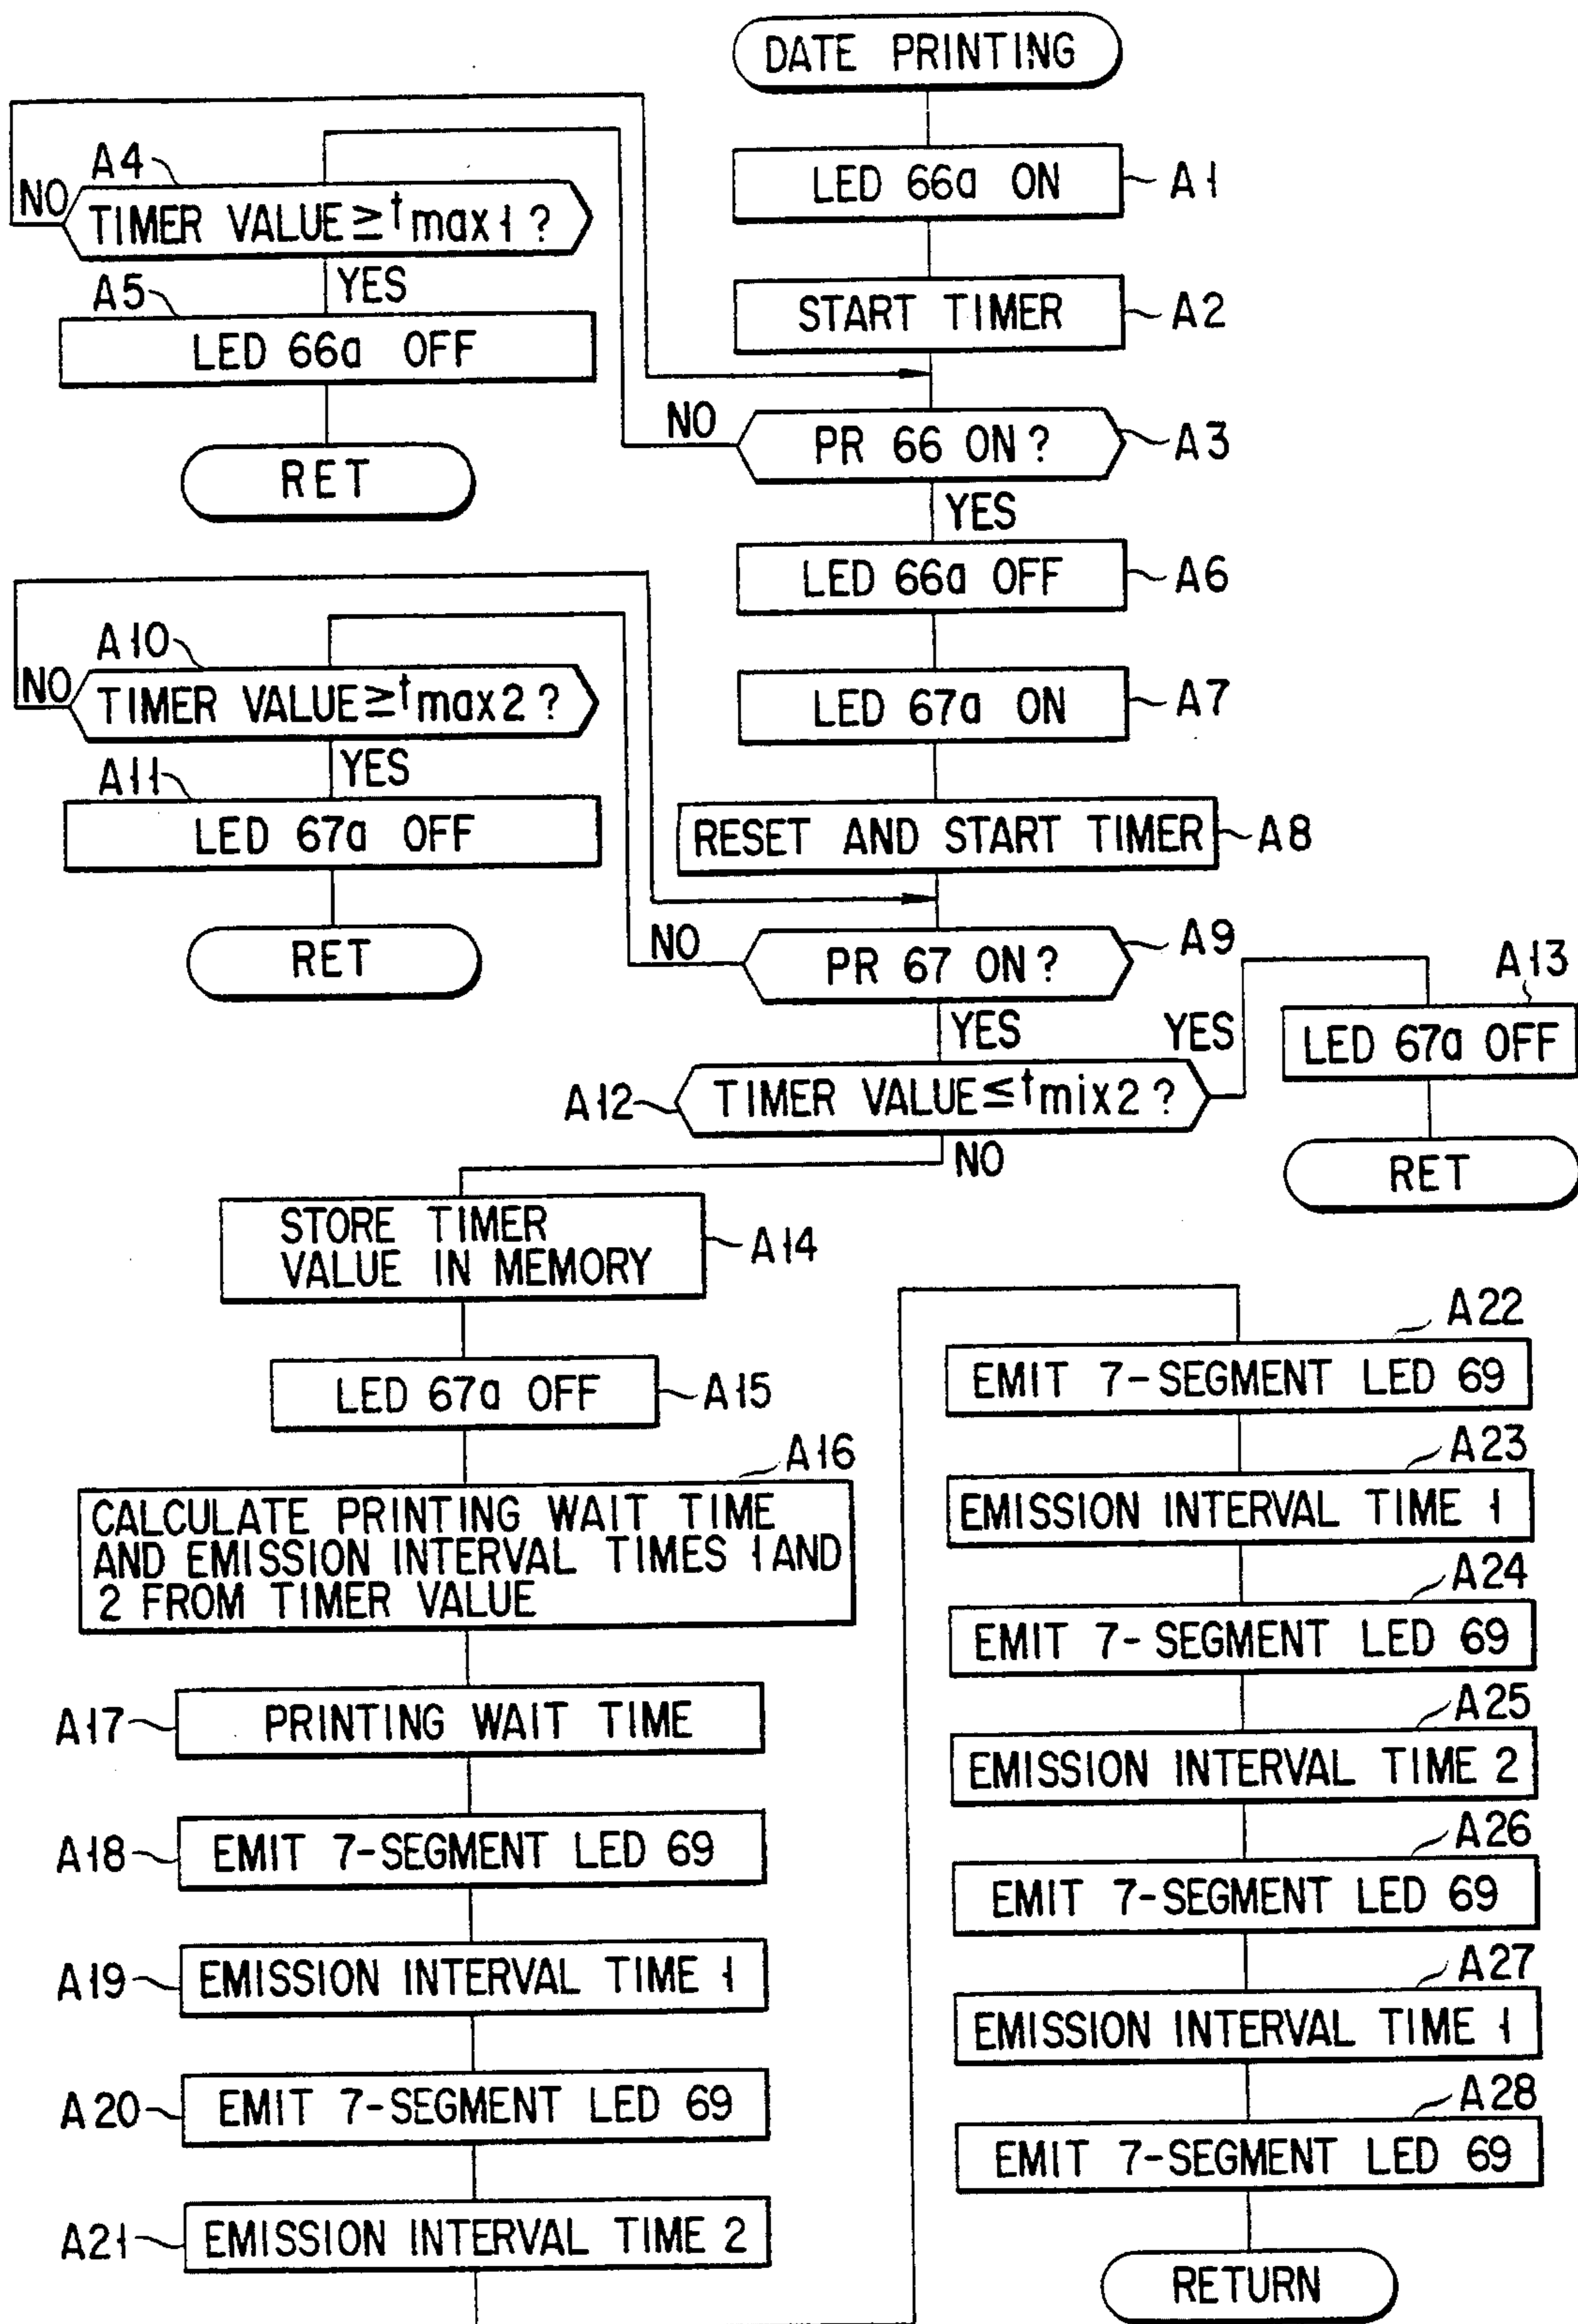 DATE PRINTING
LED 66a ON
A1
START TIMER
A2
PR 66 ON?
A3
NO
YES
A4
NO
TIMER VALUE ≥ tmax1?
YES
A5
LED 66a OFF
RET
LED 66a OFF
A6
LED 67a ON
A7
RESET AND START TIMER
A8
PR 67 ON?
A9
NO
YES
A10
NO
TIMER VALUE ≥ tmax2?
YES
A11
LED 67a OFF
RET
A12
TIMER VALUE ≤ tmix2?
YES
NO
A13
LED 67a OFF
RET
STORE TIMER
VALUE IN MEMORY
A14
LED 67a OFF
A15
A16
CALCULATE PRINTING WAIT TIME
AND EMISSION INTERVAL TIMES 1 AND
2 FROM TIMER VALUE
A17
PRINTING WAIT TIME
A18
EMIT 7-SEGMENT LED 69
A19
EMISSION INTERVAL TIME 1
A20
EMIT 7-SEGMENT LED 69
A21
EMISSION INTERVAL TIME 2
A22
EMIT 7-SEGMENT LED 69
A23
EMISSION INTERVAL TIME 1
A24
EMIT 7-SEGMENT LED 69
A25
EMISSION INTERVAL TIME 2
A26
EMIT 7-SEGMENT LED 69
A27
EMISSION INTERVAL TIME 1
A28
EMIT 7-SEGMENT LED 69
RETURN